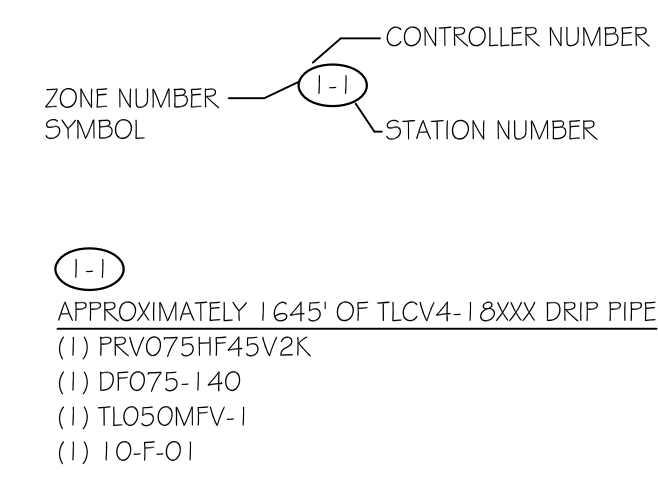 CONTROLLER NUMBER
1-1
ZONE NUMBER
SYMBOL
STATION NUMBER
1-1
APPROXIMATELY 1645' OF TLCV4-18XXX DRIP PIPE
(1) PRV075HF45V2K
(1) DF075-140
(1) TL050MFV-1
(1) 10-F-01